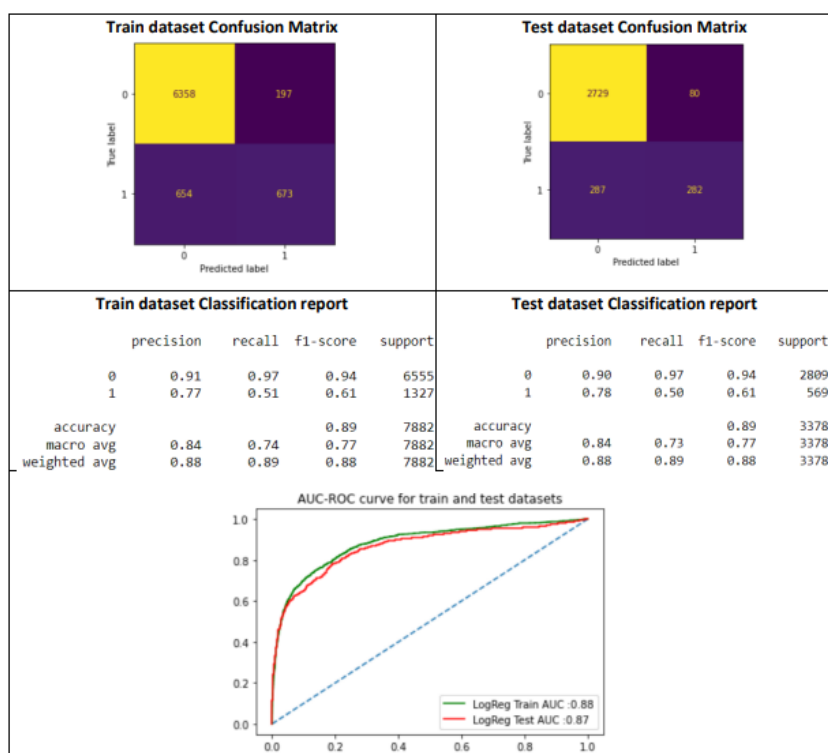 Train dataset Confusion Matrix
0
6358
197
True label
1
654
673
0
1
Predicted label
Test dataset Confusion Matrix
0
2729
80
True label
1
287
282
0
1
Predicted label
Train dataset Classification report
precision recall f1-score support
0 0.91 0.97 0.94 6555
1 0.77 0.51 0.61 1327
accuracy 0.89 7882
macro avg 0.84 0.74 0.77 7882
weighted avg 0.88 0.89 0.88 7882
Test dataset Classification report
precision recall f1-score support
0 0.90 0.97 0.94 2809
1 0.78 0.50 0.61 569
accuracy 0.89 3378
macro avg 0.84 0.73 0.77 3378
weighted avg 0.88 0.89 0.88 3378
AUC-ROC curve for train and test datasets
1.0
0.8
0.6
0.4
0.2
0.0
LogReg Train AUC :0.88
LogReg Test AUC :0.87
0.0 0.2 0.4 0.6 0.8 1.0